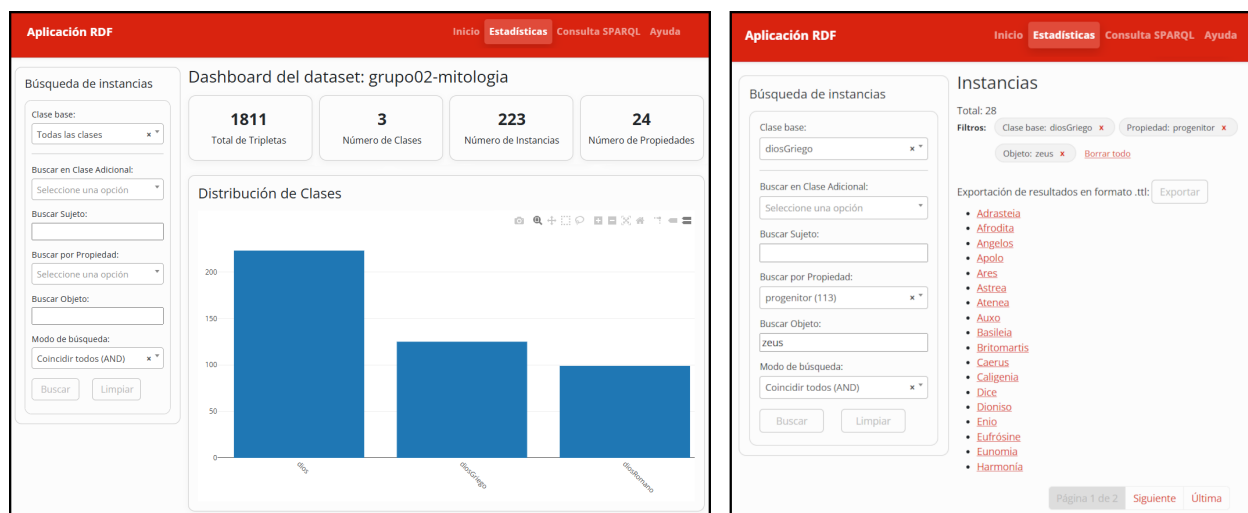 Aplicación RDF
Inicio Estadísticas Consulta SPARQL Ayuda
Búsqueda de instancias
Clase base:
Todas las clases × 
Buscar en Clase Adicional:
Seleccione una opción
Buscar Sujeto:
Buscar por Propiedad:
Seleccione una opción
Buscar Objeto:
Modo de búsqueda:
Coincidir todos (AND) ×
Buscar Limpiar
Dashboard del dataset: grupo02-mitologia
1811 3 223 24
Total de Tripletas Número de Clases Número de Instancias Número de Propiedades
Distribución de Clases
200
150
100
50
0
dios diosGriego diosRomano
Aplicación RDF
Inicio Estadísticas Consulta SPARQL Ayuda
Búsqueda de instancias
Clase base:
diosGriego ×
Buscar en Clase Adicional:
Seleccione una opción
Buscar Sujeto:
Buscar por Propiedad:
progenitor (113) ×
Buscar Objeto:
zeus
Modo de búsqueda:
Coincidir todos (AND) ×
Buscar Limpiar
Instancias
Total: 28
Filtros: Clase base: diosGriego x Propiedad: progenitor x
Objeto: zeus x Borrar todo
Exportación de resultados en formato .ttl: Exportar
• Adrasteia
• Afrodita
• Angelos
• Apolo
• Ares
• Astrea
• Atenea
• Auxo
• Basileia
• Britomartis
• Caerus
• Caligenia
• Dice
• Dioniso
• Enio
• Eufrósine
• Eunomia
• Harmonía
Página 1 de 2 Siguiente Última